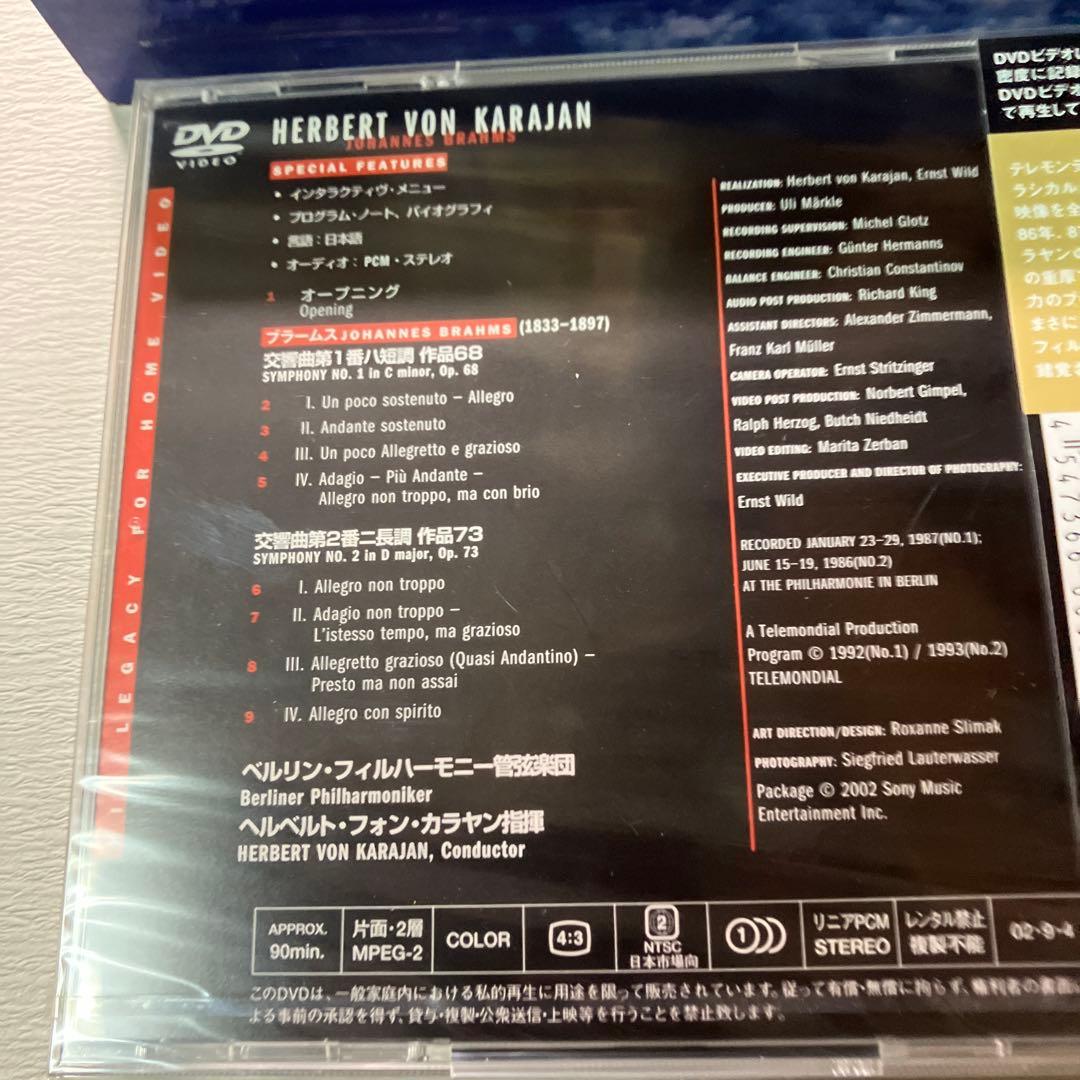 DVD
VIDEO
HERBERT VON KARAJAN
JOHANNES BRAHMS
SPECIAL FEATURES
• インタラクティヴ・メニュー
• プログラム・ノート、バイオグラフィ
• 言語：日本語
• オーディオ：PCM・ステレオ
1 オープニング
Opening
ブラームス JOHANNES BRAHMS (1833–1897)
交響曲第1番ハ短調 作品68
SYMPHONY NO. 1 in C minor, Op. 68
2 I. Un poco sostenuto – Allegro
3 II. Andante sostenuto
4 III. Un poco Allegretto e grazioso
5 IV. Adagio – Più Andante –
Allegro non troppo, ma con brio
交響曲第2番ニ長調 作品73
SYMPHONY NO. 2 in D major, Op. 73
6 I. Allegro non troppo
7 II. Adagio non troppo –
L'istesso tempo, ma grazioso
8 III. Allegretto grazioso (Quasi Andantino) –
Presto ma non assai
9 IV. Allegro con spirito
ベルリン・フィルハーモニー管弦楽団
Berliner Philharmoniker
ヘルベルト・フォン・カラヤン指揮
HERBERT VON KARAJAN, Conductor
REALIZATION: Herbert von Karajan, Ernst Wild
PRODUCER: Uli Märkle
RECORDING SUPERVISION: Michel Glotz
RECORDING ENGINEER: Günter Hermanns
BALANCE ENGINEER: Christian Constantinov
AUDIO POST PRODUCTION: Richard King
ASSISTANT DIRECTORS: Alexander Zimmermann,
Franz Karl Müller
CAMERA OPERATOR: Ernst Stritzinger
VIDEO POST PRODUCTION: Norbert Gimpel,
Ralph Herzog, Butch Niedheidt
VIDEO EDITING: Marita Zerban
EXECUTIVE PRODUCER AND DIRECTOR OF PHOTOGRAPHY:
Ernst Wild
RECORDED JANUARY 23-29, 1987(NO.1);
JUNE 15-19, 1986(NO.2)
AT THE PHILHARMONIE IN BERLIN
A Telemondial Production
Program © 1992(No.1) / 1993(No.2)
TELEMONDIAL
ART DIRECTION/DESIGN: Roxanne Slimak
PHOTOGRAPHY: Siegfried Lauterwasser
Package © 2002 Sony Music
Entertainment Inc.
LEGACY FOR HOME VIDEO
APPROX.
90min.
片面・2層
MPEG-2
COLOR
4:3
2
NTSC
日本市場向
1
リニアPCM
STEREO
レンタル禁止
複製不能
02・9・4
このDVDは、一般家庭内における私的再生に用途を限って販売されています。従って有償・無償に拘らず、権利者の書面に
よる事前の承認を得ず、貸与・複製・公衆送信・上映等を行うことを禁止致します。
DVDビデオ
密度に記録
DVDビデオ
で再生して
テレモンデ
ラシカル
映像を全
86年、8
ラヤンの
の重厚
力のフ
まさに
フィル
4
5
4
7
3
6
6